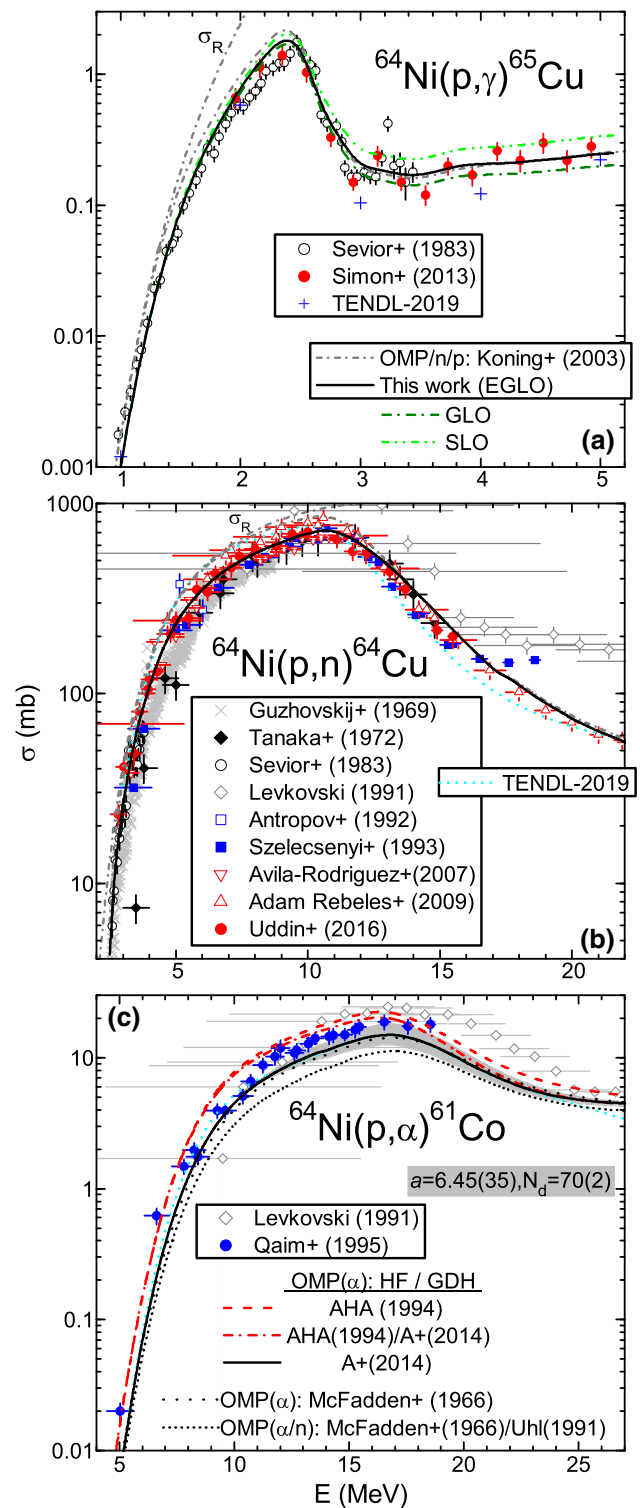 σR
64Ni(p,γ)65Cu
1
0.1
0.01
0.001
Sevior+ (1983)
Simon+ (2013)
TENDL-2019
OMP/n/p: Koning+ (2003)
This work (EGLO)
GLO
SLO
(a)
1 2 3 4 5
1000
100
10
σ (mb)
σR
64Ni(p,n)64Cu
Guzhovskij+ (1969)
Tanaka+ (1972)
Sevior+ (1983)
Levkovski (1991)
Antropov+ (1992)
Szelecsenyi+ (1993)
Avila-Rodriguez+(2007)
Adam Rebeles+ (2009)
Uddin+ (2016)
TENDL-2019
(b)
5 10 15 20
(c)
10
1
0.1
0.01
64Ni(p,α)61Co
a=6.45(35),Nd=70(2)
Levkovski (1991)
Qaim+ (1995)
OMP(α): HF / GDH
AHA (1994)
AHA(1994)/A+(2014)
A+(2014)
OMP(α): McFadden+ (1966)
OMP(α/n): McFadden+(1966)/Uhl(1991)
5 10 15 20 25
E (MeV)